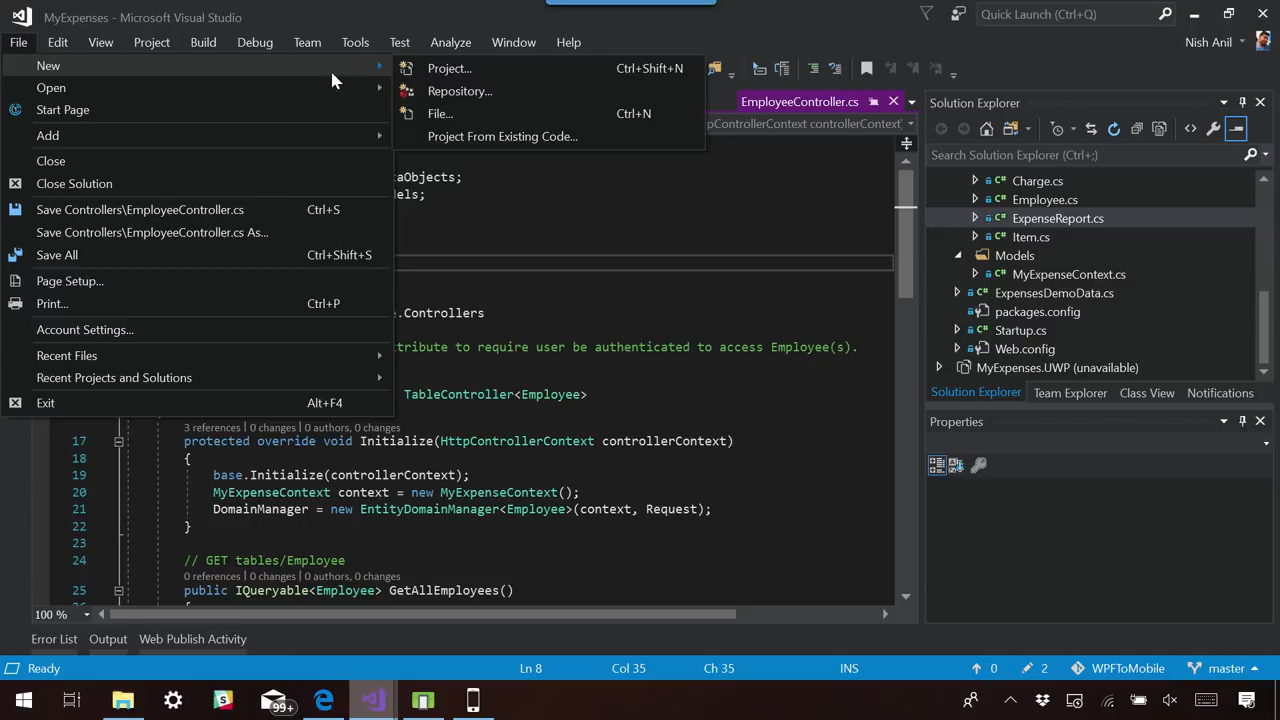 MyExpenses - Microsoft Visual Studio
Quick Launch (Ctrl+Q)
File Edit View Project Build Debug Team Tools Test Analyze Window Help
Nish Anil
New
Open
Start Page
Add
Close
Close Solution
Save Controllers\EmployeeController.cs Ctrl+S
Save Controllers\EmployeeController.cs As...
Save All Ctrl+Shift+S
Page Setup...
Print... Ctrl+P
Account Settings...
Recent Files
Recent Projects and Solutions
Exit Alt+F4
Project... Ctrl+Shift+N
Repository...
File... Ctrl+N
Project From Existing Code...
EmployeeController.cs
HttpControllerContext controllerContext)
taObjects;
els;
e.Controllers
tribute to require user be authenticated to access Employee(s).
TableController<Employee>
3 references | 0 changes | 0 authors, 0 changes
17 protected override void Initialize(HttpControllerContext controllerContext)
18 {
19 base.Initialize(controllerContext);
20 MyExpenseContext context = new MyExpenseContext();
21 DomainManager = new EntityDomainManager<Employee>(context, Request);
22 }
23
24 // GET tables/Employee
0 references | 0 changes | 0 authors, 0 changes
25 public IQueryable<Employee> GetAllEmployees()
100 %
Error List Output Web Publish Activity
Solution Explorer
Search Solution Explorer (Ctrl+;)
C# Charge.cs
C# Employee.cs
C# ExpenseReport.cs
C# Item.cs
Models
C# MyExpenseContext.cs
C# ExpensesDemoData.cs
packages.config
C# Startup.cs
Web.config
MyExpenses.UWP (unavailable)
Solution Explorer Team Explorer Class View Notifications
Properties
Ready Ln 8 Col 35 Ch 35 INS 0 2 WPFToMobile master
99+